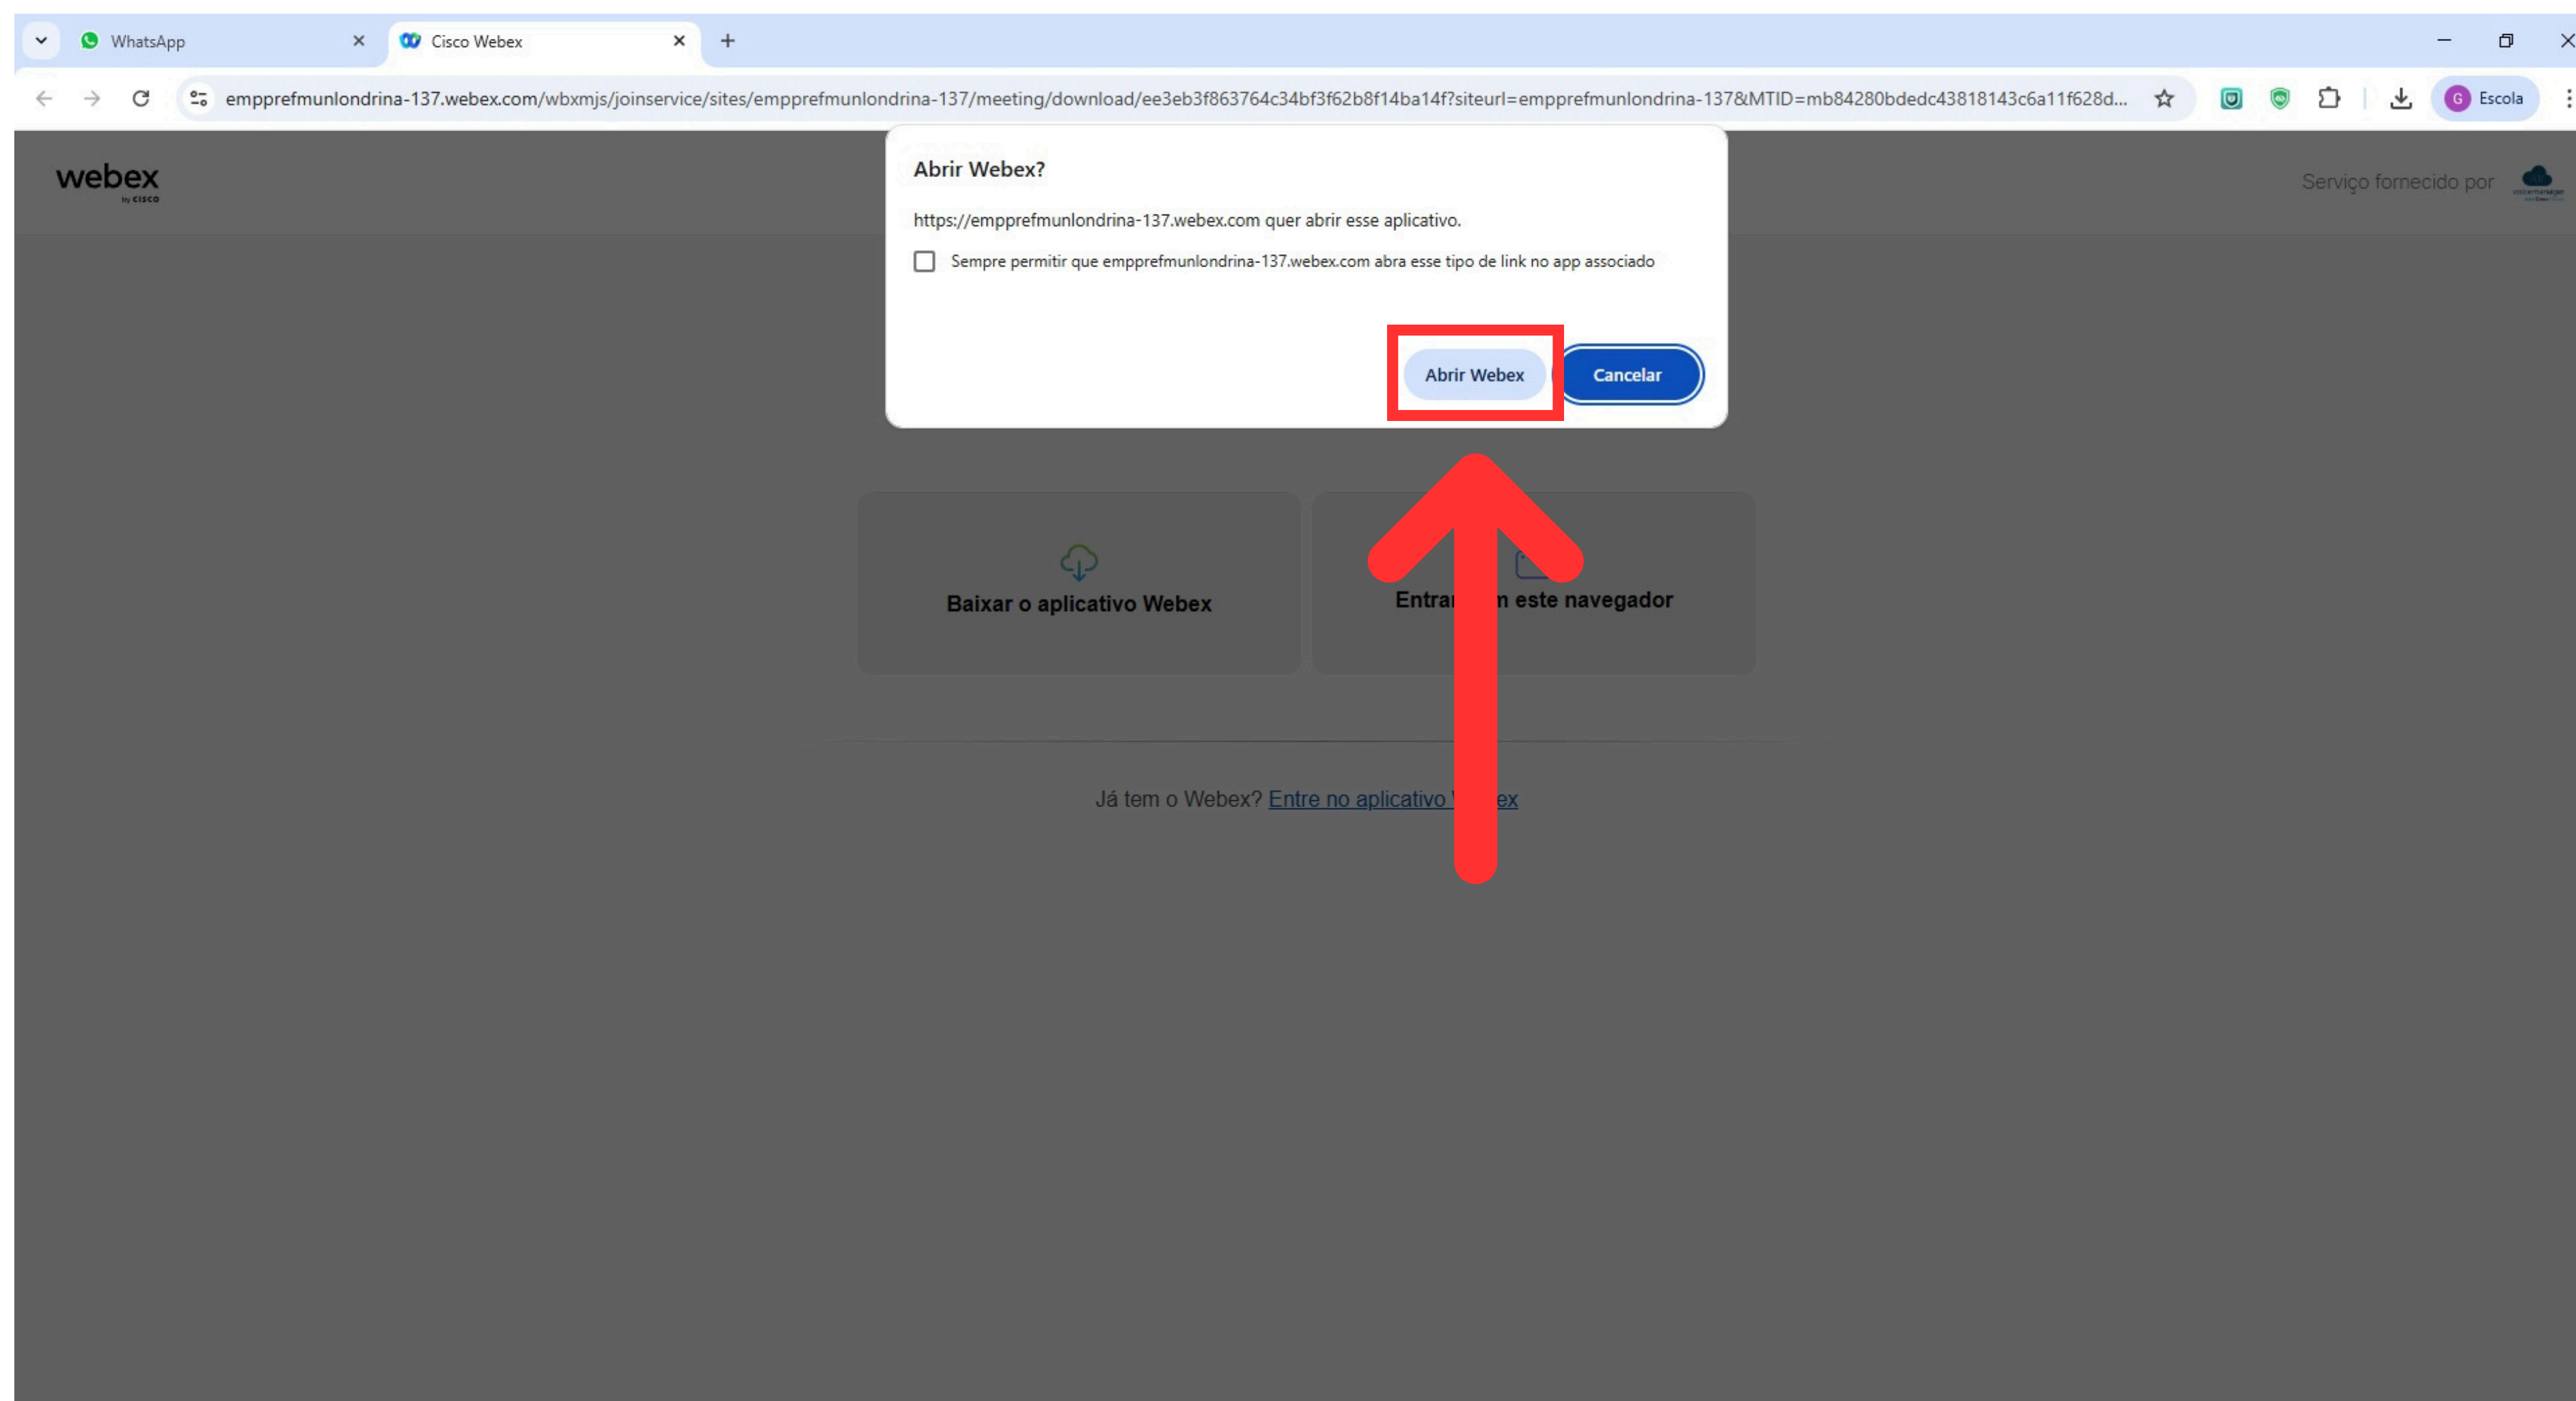 WhatsApp
Cisco Webex
empprefmunlondrina-137.webex.com/wbxmjs/joinservice/sites/empprefmunlondrina-137/meeting/download/ee3eb3f863764c34bf3f62b8f14ba14f?siteurl=empprefmunlondrina-137&MTID=mb84280bdedc43818143c6a11f628d...
G Escola
webex
by CISCO
Serviço fornecido por
Abrir Webex?
https://empprefmunlondrina-137.webex.com quer abrir esse aplicativo.
Sempre permitir que empprefmunlondrina-137.webex.com abra esse tipo de link no app associado
Abrir Webex
Cancelar
Baixar o aplicativo Webex
este navegador
Já tem o Webex? Entre no aplicativo